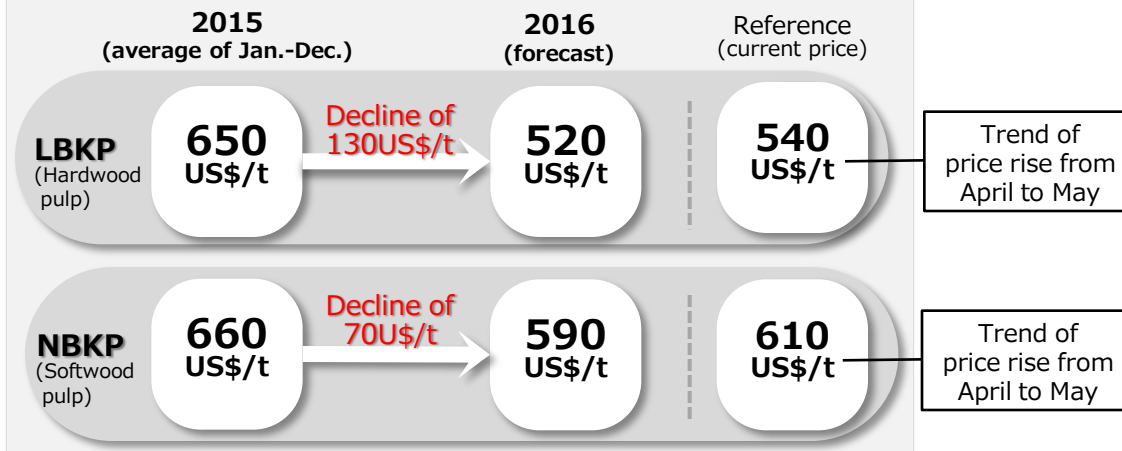 2015
(average of Jan.-Dec.)
2016
(forecast)
Reference
(current price)
LBKP
(Hardwood
pulp)
650
US$/t
Decline of
130US$/t
520
US$/t
540
US$/t
Trend of
price rise from
April to May
NBKP
(Softwood
pulp)
660
US$/t
Decline of
70U$/t
590
US$/t
610
US$/t
Trend of
price rise from
April to May